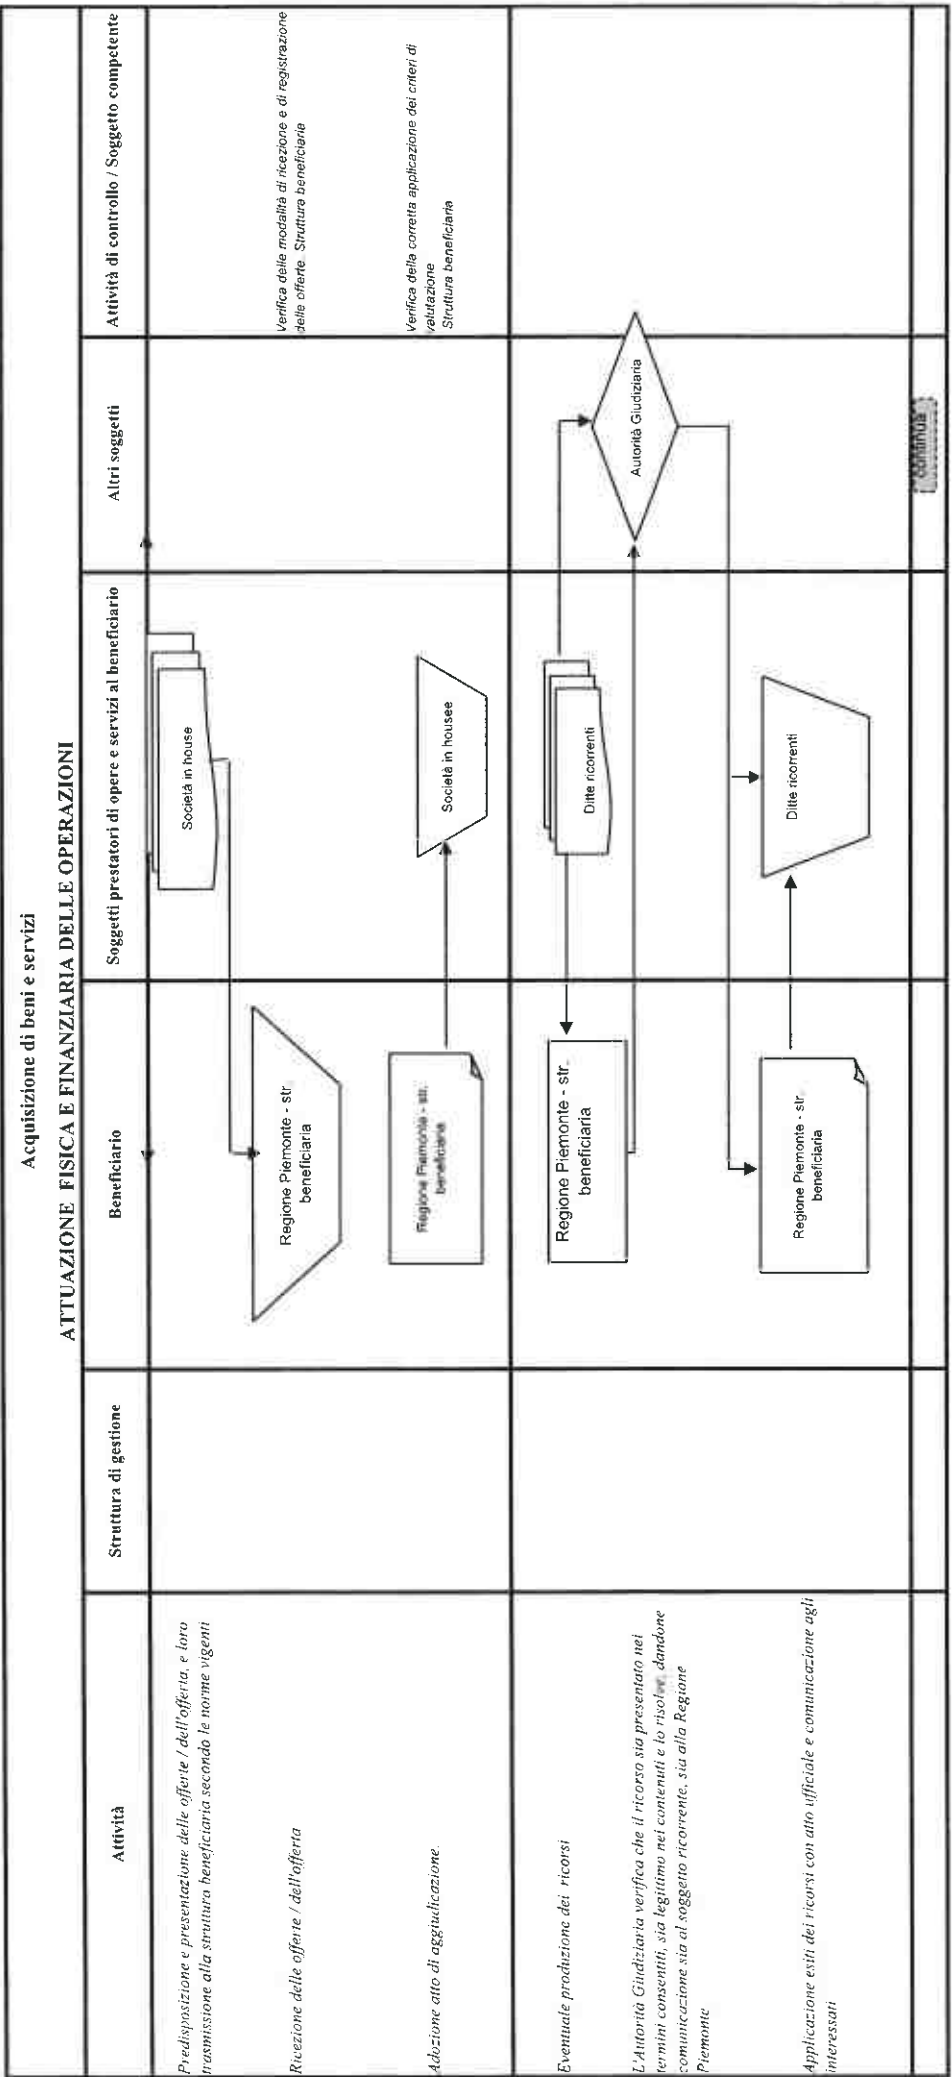 Acquisizione di beni e servizi
ATTUAZIONE FISICA E FINANZIARIA DELLE OPERAZIONI
Attività
Struttura di gestione
Beneficiario
Soggetti prestatori di opere e servizi al beneficiario
Altri soggetti
Attività di controllo / Soggetto competente
Predisposizione e presentazione delle offerte / dell'offerta, e loro
trasmissione alla struttura beneficiaria secondo le norme vigenti
Società in house
Ricezione delle offerte / dell'offerta
Regione Piemonte - str.
beneficiaria
Verifica delle modalità di ricezione e di registrazione
delle offerte. Struttura beneficiaria
Adozione atto di aggiudicazione.
Regione Piemonte - str.
beneficiaria
Società in housee
Verifica della corretta applicazione dei criteri di
valutazione
Struttura beneficiaria
Eventuale produzione dei ricorsi
Regione Piemonte - str.
beneficiaria
Ditte ricorrenti
L'Autorità Giudiziaria verifica che il ricorso sia presentato nei
termini consentiti, sia legittimo nei contenuti e lo risolve, dandone
comunicazione sia al soggetto ricorrente, sia alla Regione
Piemonte
Autorità Giudiziaria
Applicazione esiti dei ricorsi con atto ufficiale e comunicazione agli
interessati
Regione Piemonte - str.
beneficiaria
Ditte ricorrenti
continua